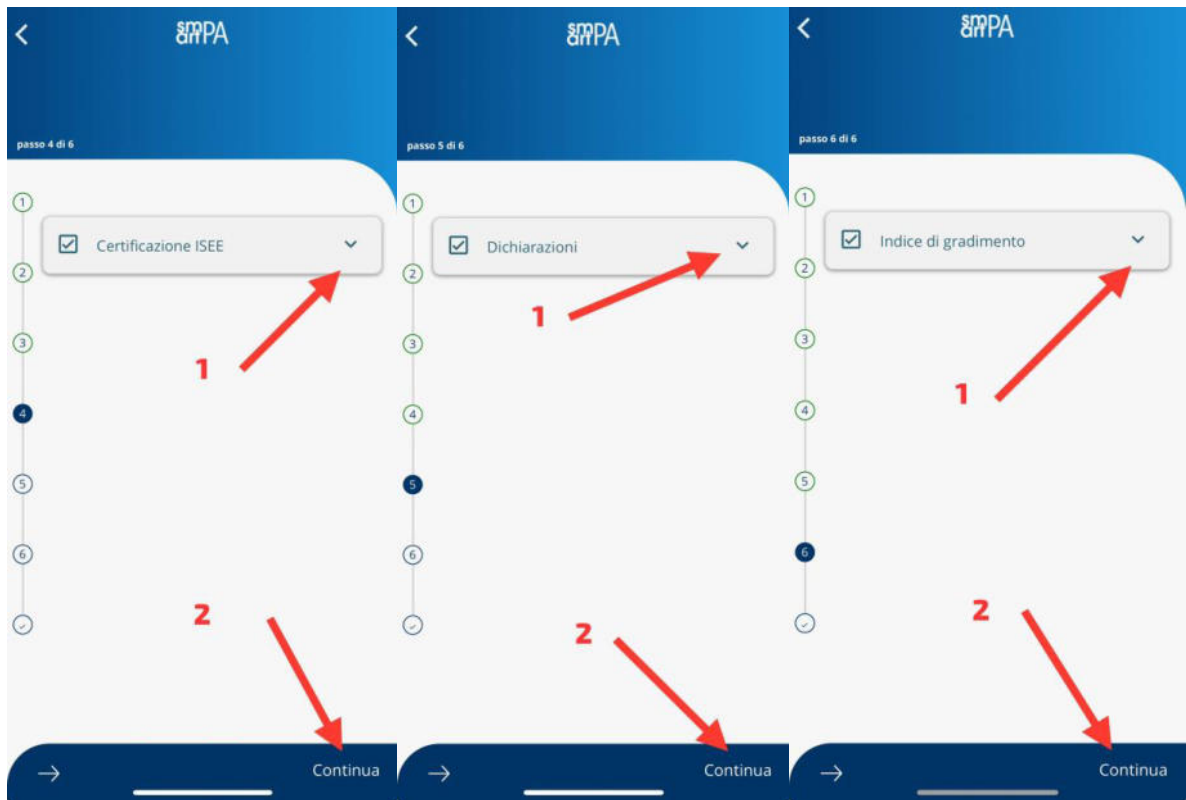 smart PA
passo 4 di 6
1
Certificazione ISEE
2
3
1
4
5
6
2
Continua
smart PA
passo 5 di 6
1
Dichiarazioni
2
1
3
4
5
6
2
Continua
smart PA
passo 6 di 6
1
Indice di gradimento
2
3
1
4
5
6
2
Continua